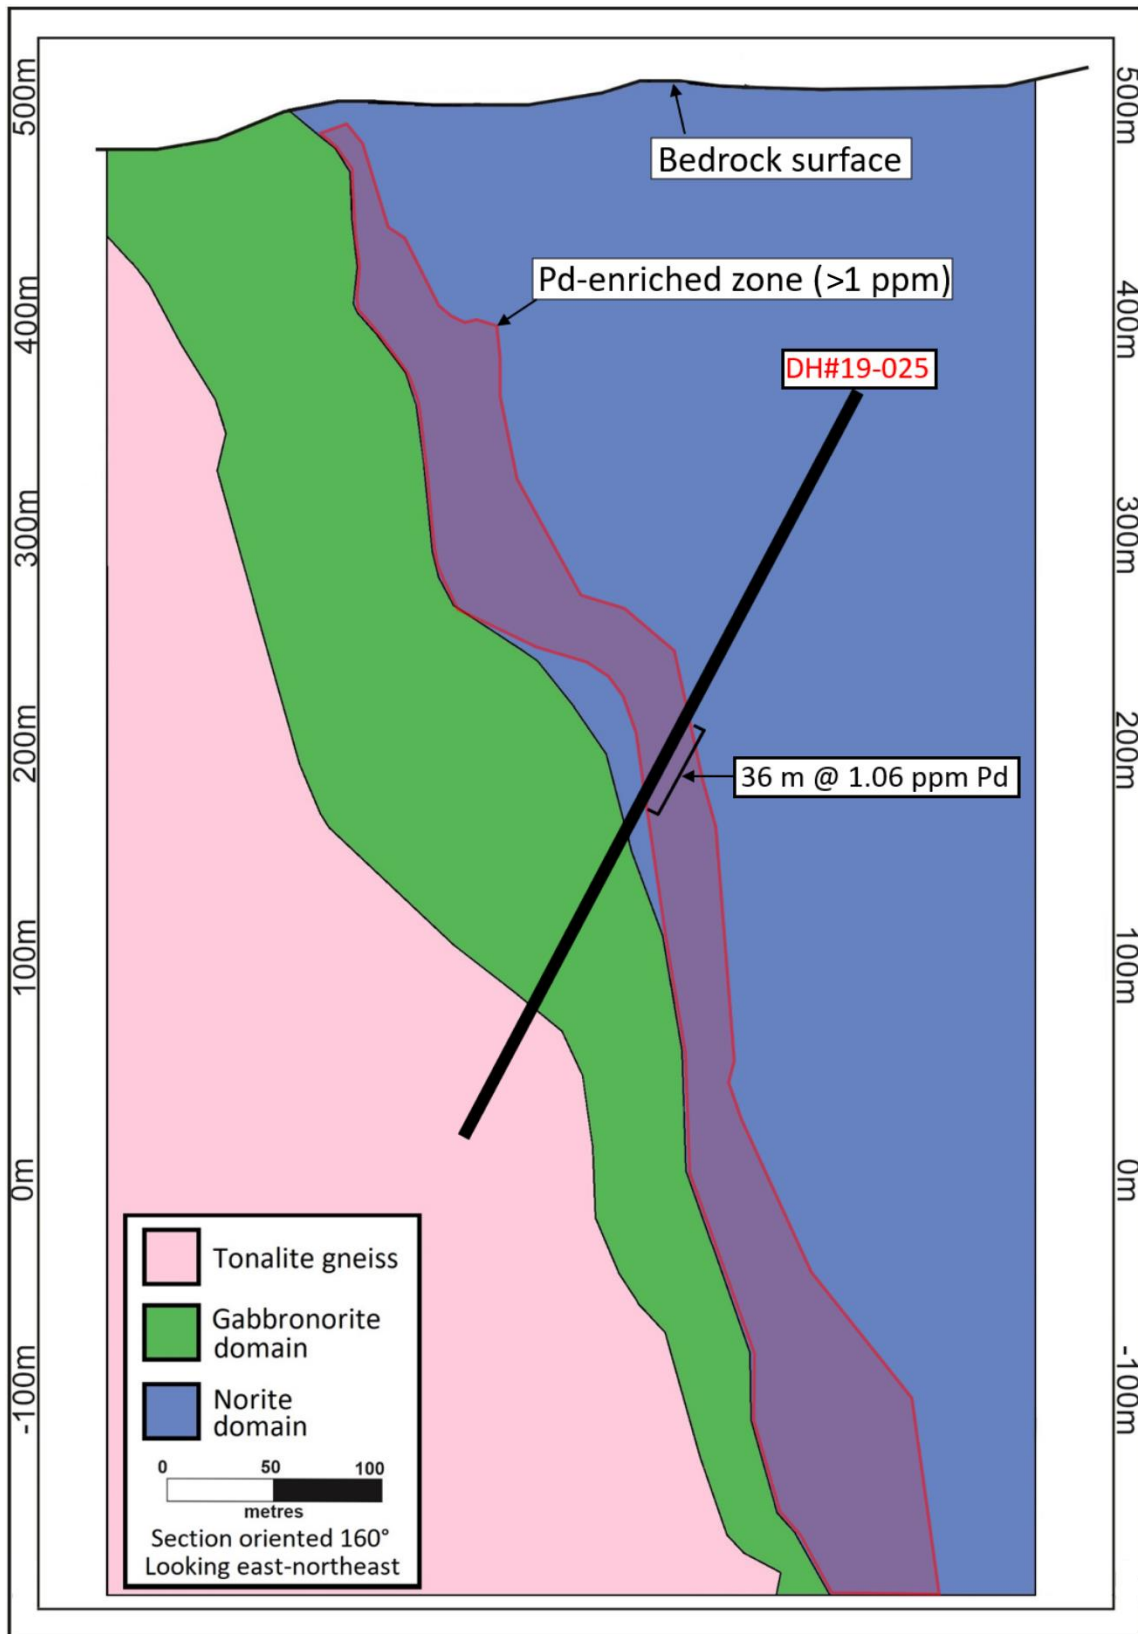 500m
500m
Bedrock surface
Pd-enriched zone (>1 ppm)
400m
400m
DH#19-025
300m
300m
200m
200m
36 m @ 1.06 ppm Pd
100m
100m
0m
0m
-100m
-100m
Tonalite gneiss
Gabbronorite
domain
Norite
domain
0 50 100
metres
Section oriented 160°
Looking east-northeast